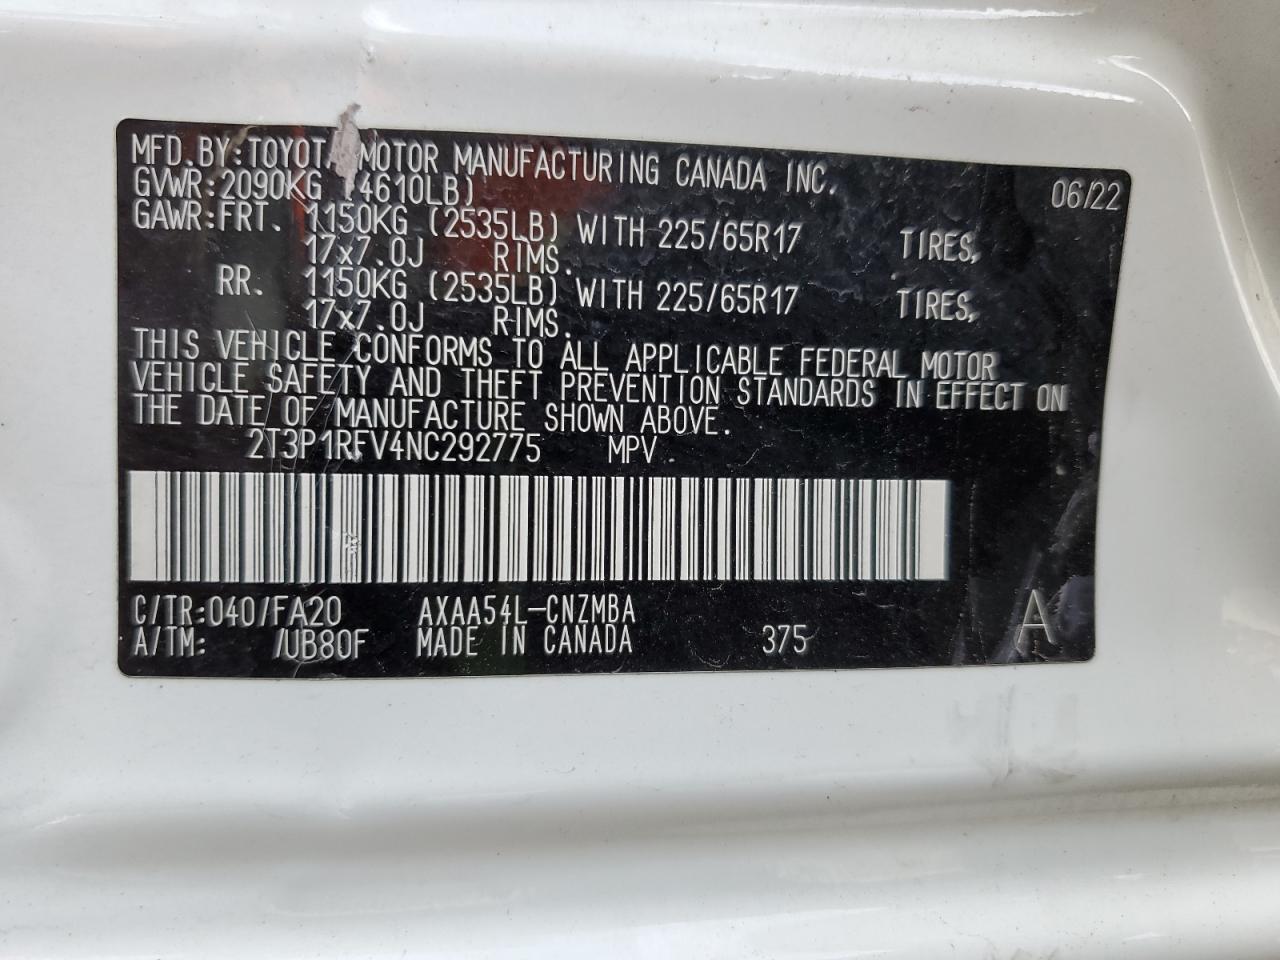 MFD.BY:TOYOTA MOTOR MANUFACTURING CANADA INC. 06/22
GVWR:2090KG (4610LB)
GAWR:FRT. 1150KG (2535LB) WITH 225/65R17 TIRES,
17x7.0J RIMS.
RR. 1150KG (2535LB) WITH 225/65R17 TIRES,
17x7.0J RIMS.
THIS VEHICLE CONFORMS TO ALL APPLICABLE FEDERAL MOTOR
VEHICLE SAFETY AND THEFT PREVENTION STANDARDS IN EFFECT ON
THE DATE OF MANUFACTURE SHOWN ABOVE.
2T3P1RFV4NC292775 MPV
C/TR:040/FA20 AXAA54L-CNZMBA
A/TM: /UB80F MADE IN CANADA 375 A